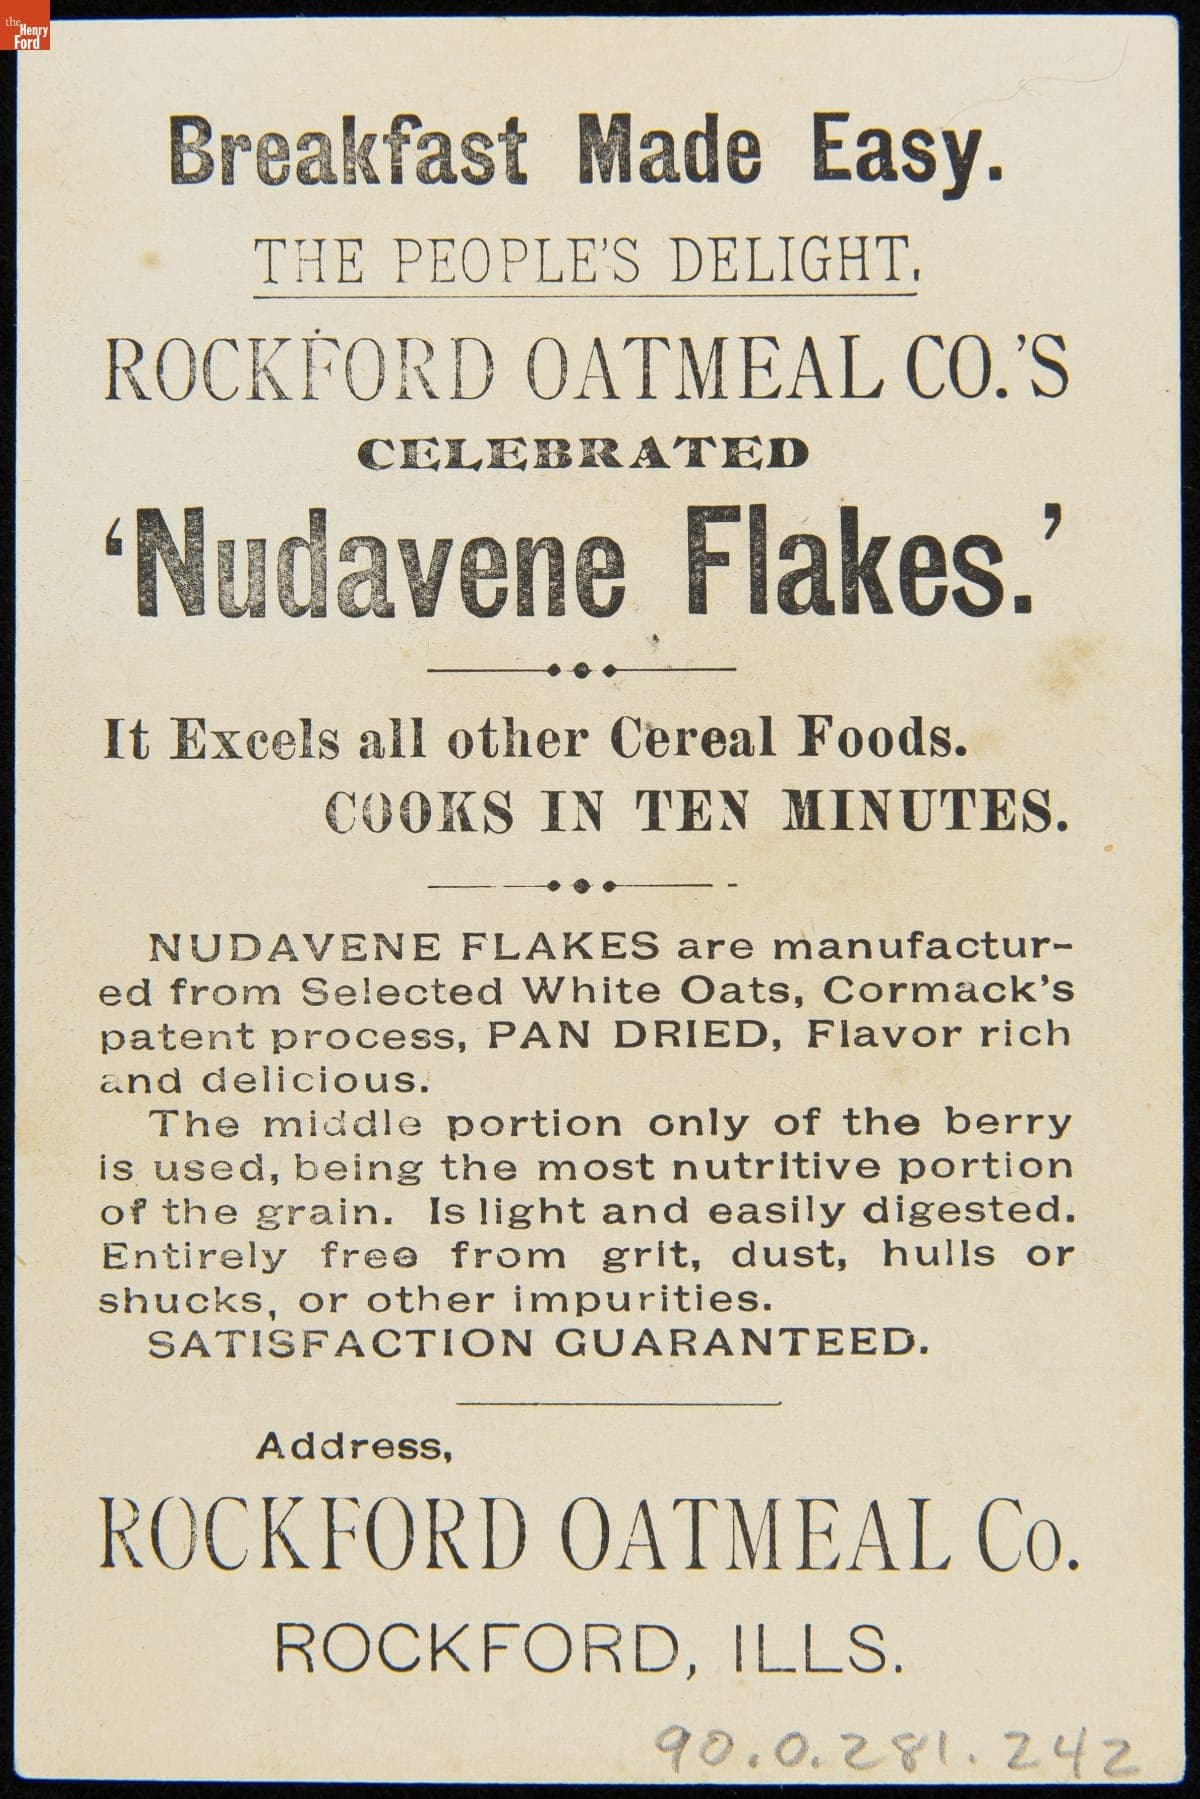 the
Henry
Ford
Breakfast Made Easy.
THE PEOPLE'S DELIGHT.
ROCKFORD OATMEAL CO.'S
CELEBRATED
'Nudavene Flakes.'
It Excels all other Cereal Foods.
COOKS IN TEN MINUTES.
NUDAVENE FLAKES are manufactur-
ed from Selected White Oats, Cormack's
patent process, PAN DRIED, Flavor rich
and delicious.
The middle portion only of the berry
is used, being the most nutritive portion
of the grain. Is light and easily digested.
Entirely free from grit, dust, hulls or
shucks, or other impurities.
SATISFACTION GUARANTEED.
Address,
ROCKFORD OATMEAL Co.
ROCKFORD, ILLS.
90.0.281.242